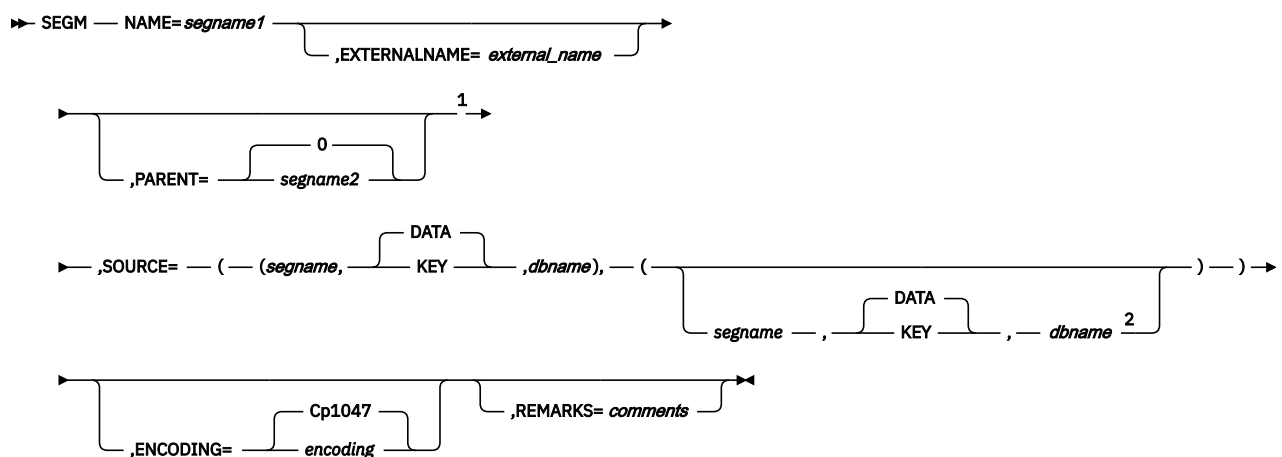 SEGM NAME=segname1
,EXTERNALNAME= external_name
1
0
,PARENT= segname2
DATA
,SOURCE= ( (segname, KEY ,dbname), ( ) )
DATA
segname , KEY , dbname 2
Cp1047
,REMARKS= comments
,ENCODING= encoding